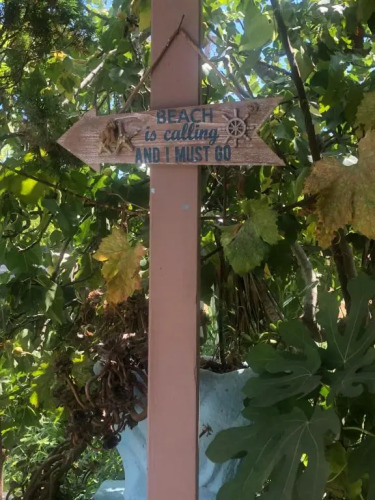 BEACH
is calling
AND I MUST GO